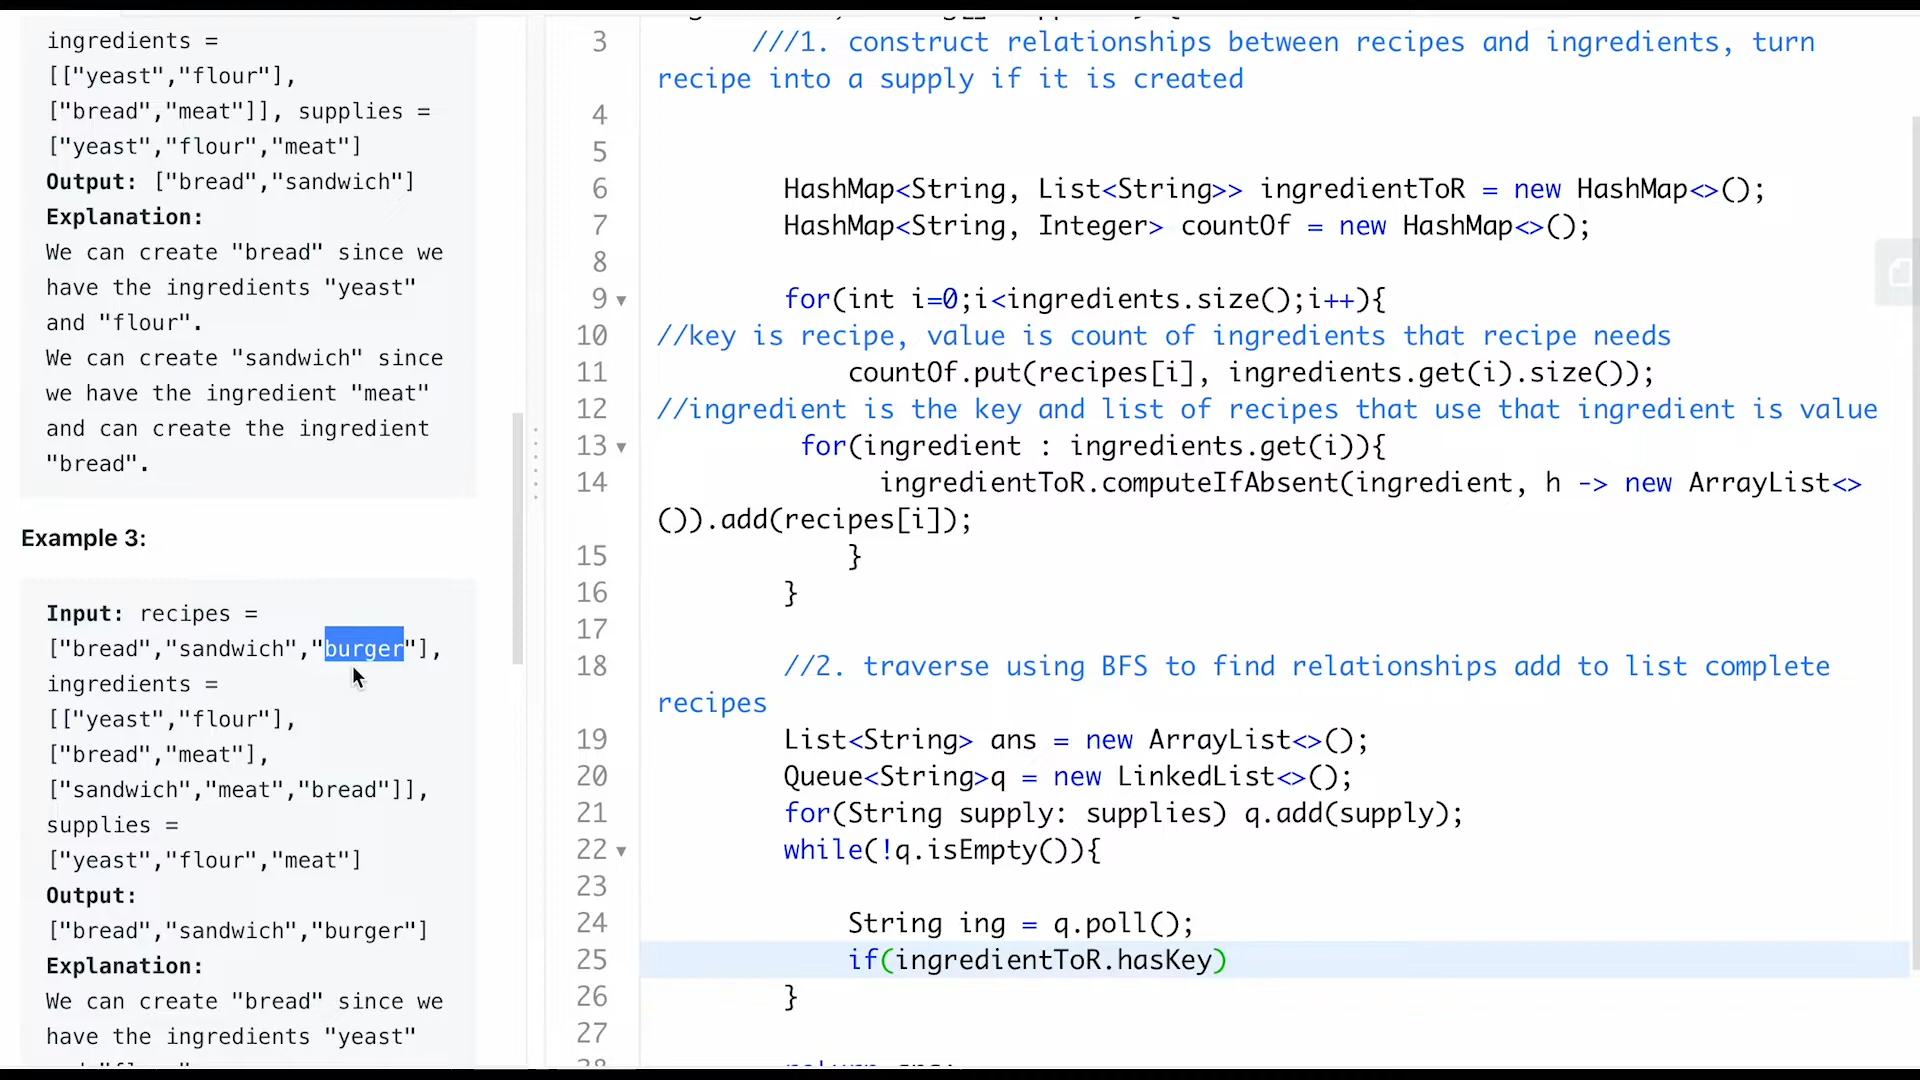 ingredients =
[["yeast","flour"],
["bread","meat"]], supplies =
["yeast","flour","meat"]
Output: ["bread","sandwich"]
Explanation:
We can create "bread" since we
have the ingredients "yeast"
and "flour".
We can create "sandwich" since
we have the ingredient "meat"
and can create the ingredient
"bread".
Example 3:
Input: recipes =
["bread","sandwich","burger"],
ingredients =
[["yeast","flour"],
["bread","meat"],
["sandwich","meat","bread"]],
supplies =
["yeast","flour","meat"]
Output:
["bread","sandwich","burger"]
Explanation:
We can create "bread" since we
have the ingredients "yeast"
3 ///1. construct relationships between recipes and ingredients, turn
recipe into a supply if it is created
4
5
6 HashMap<String, List<String>> ingredientToR = new HashMap<>();
7 HashMap<String, Integer> countOf = new HashMap<>();
8
9 for(int i=0;i<ingredients.size();i++){
10 //key is recipe, value is count of ingredients that recipe needs
11 countOf.put(recipes[i], ingredients.get(i).size());
12 //ingredient is the key and list of recipes that use that ingredient is value
13 for(ingredient : ingredients.get(i)){
14 ingredientToR.computeIfAbsent(ingredient, h -> new ArrayList<>
()).add(recipes[i]);
15 }
16 }
17
18 //2. traverse using BFS to find relationships add to list complete
recipes
19 List<String> ans = new ArrayList<>();
20 Queue<String>q = new LinkedList<>();
21 for(String supply: supplies) q.add(supply);
22 while(!q.isEmpty()){
23
24 String ing = q.poll();
25 if(ingredientToR.hasKey)
26 }
27